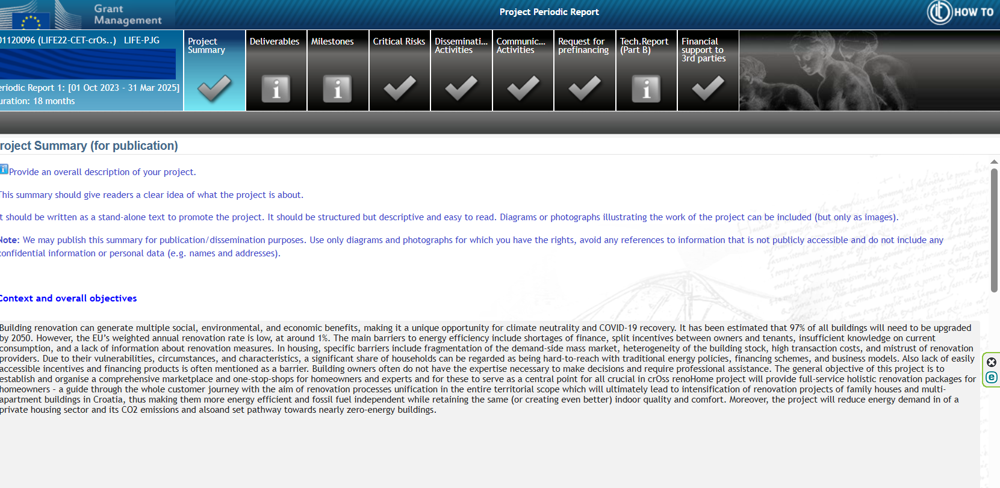 Grant
Management
Project Periodic Report
HOW TO
01120096 (LIFE22-CET-crOs..) LIFE-PJG
eriodic Report 1: [01 Oct 2023 - 31 Mar 2025]
uration: 18 months
Project
Summary
Deliverables
Milestones
Critical Risks
Disseminati...
Activities
Communic...
Activities
Request for
prefinancing
Tech.Report
(Part B)
Financial
support to
3rd parties
roject Summary (for publication)
Provide an overall description of your project.
This summary should give readers a clear idea of what the project is about.
t should be written as a stand-alone text to promote the project. It should be structured but descriptive and easy to read. Diagrams or photographs illustrating the work of the project can be included (but only as images).
Note: We may publish this summary for publication/dissemination purposes. Use only diagrams and photographs for which you have the rights, avoid any references to information that is not publicly accessible and do not include any
confidential information or personal data (e.g. names and addresses).
Context and overall objectives
Building renovation can generate multiple social, environmental, and economic benefits, making it a unique opportunity for climate neutrality and COVID-19 recovery. It has been estimated that 97% of all buildings will need to be upgraded
by 2050. However, the EU's weighted annual renovation rate is low, at around 1%. The main barriers to energy efficiency include shortages of finance, split incentives between owners and tenants, insufficient knowledge on current
consumption, and a lack of information about renovation measures. In housing, specific barriers include fragmentation of the demand-side mass market, heterogeneity of the building stock, high transaction costs, and mistrust of renovation
providers. Due to their vulnerabilities, circumstances, and characteristics, a significant share of households can be regarded as being hard-to-reach with traditional energy policies, financing schemes, and business models. Also lack of easily
accessible incentives and financing products is often mentioned as a barrier. Building owners often do not have the expertise necessary to make decisions and require professional assistance. The general objective of this project is to
establish and organise a comprehensive marketplace and one-stop-shops for homeowners and experts and for these to serve as a central point for all crucial in crOss renoHome project will provide full-service holistic renovation packages for
homeowners - a guide through the whole customer journey with the aim of renovation processes unification in the entire territorial scope which will ultimately lead to intensification of renovation projects of family houses and multi-
apartment buildings in Croatia, thus making them more energy efficient and fossil fuel independent while retaining the same (or creating even better) indoor quality and comfort. Moreover, the project will reduce energy demand in of a
private housing sector and its CO2 emissions and alsoand set pathway towards nearly zero-energy buildings.